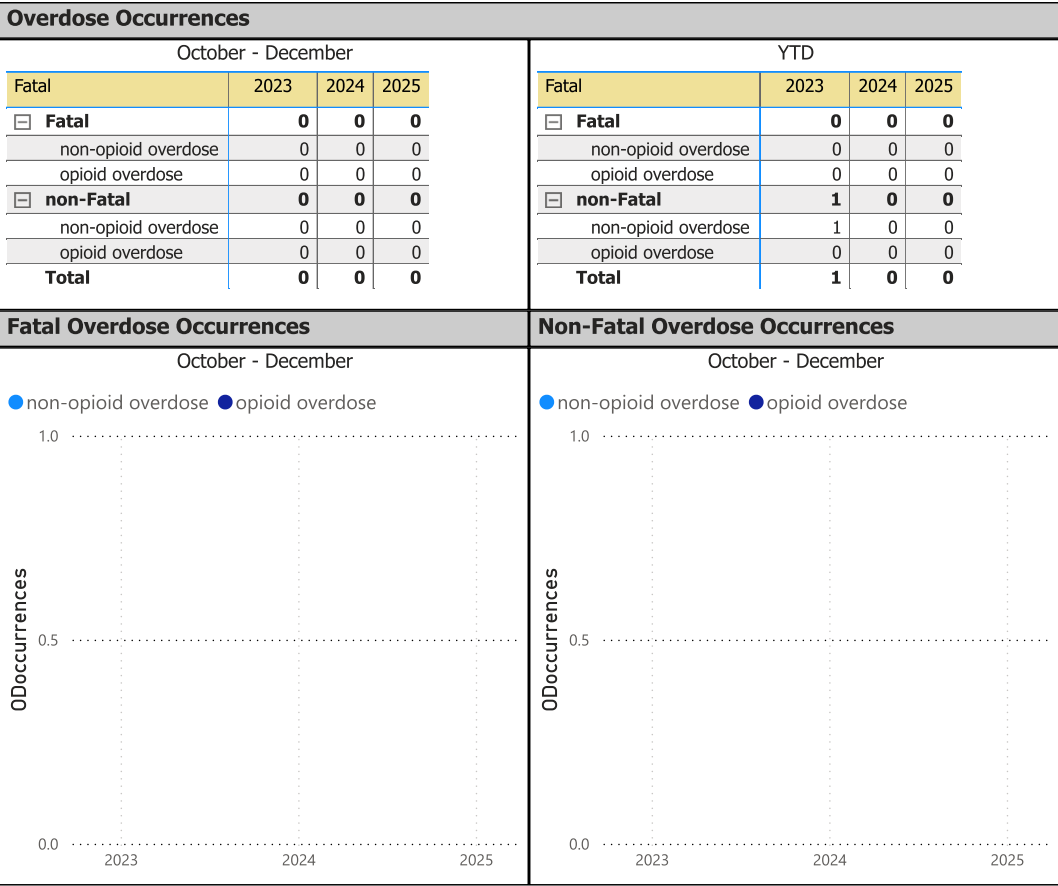 Overdose Occurrences
October - December
Fatal 2023 2024 2025
Fatal 0 0 0
non-opioid overdose 0 0 0
opioid overdose 0 0 0
non-Fatal 0 0 0
non-opioid overdose 0 0 0
opioid overdose 0 0 0
Total 0 0 0
YTD
Fatal 2023 2024 2025
Fatal 0 0 0
non-opioid overdose 0 0 0
opioid overdose 0 0 0
non-Fatal 1 0 0
non-opioid overdose 1 0 0
opioid overdose 0 0 0
Total 1 0 0
Fatal Overdose Occurrences
October - December
non-opioid overdose opioid overdose
1.0
0.5
0.0
ODoccurrences
2023 2024 2025
Non-Fatal Overdose Occurrences
October - December
non-opioid overdose opioid overdose
1.0
0.5
0.0
ODoccurrences
2023 2024 2025